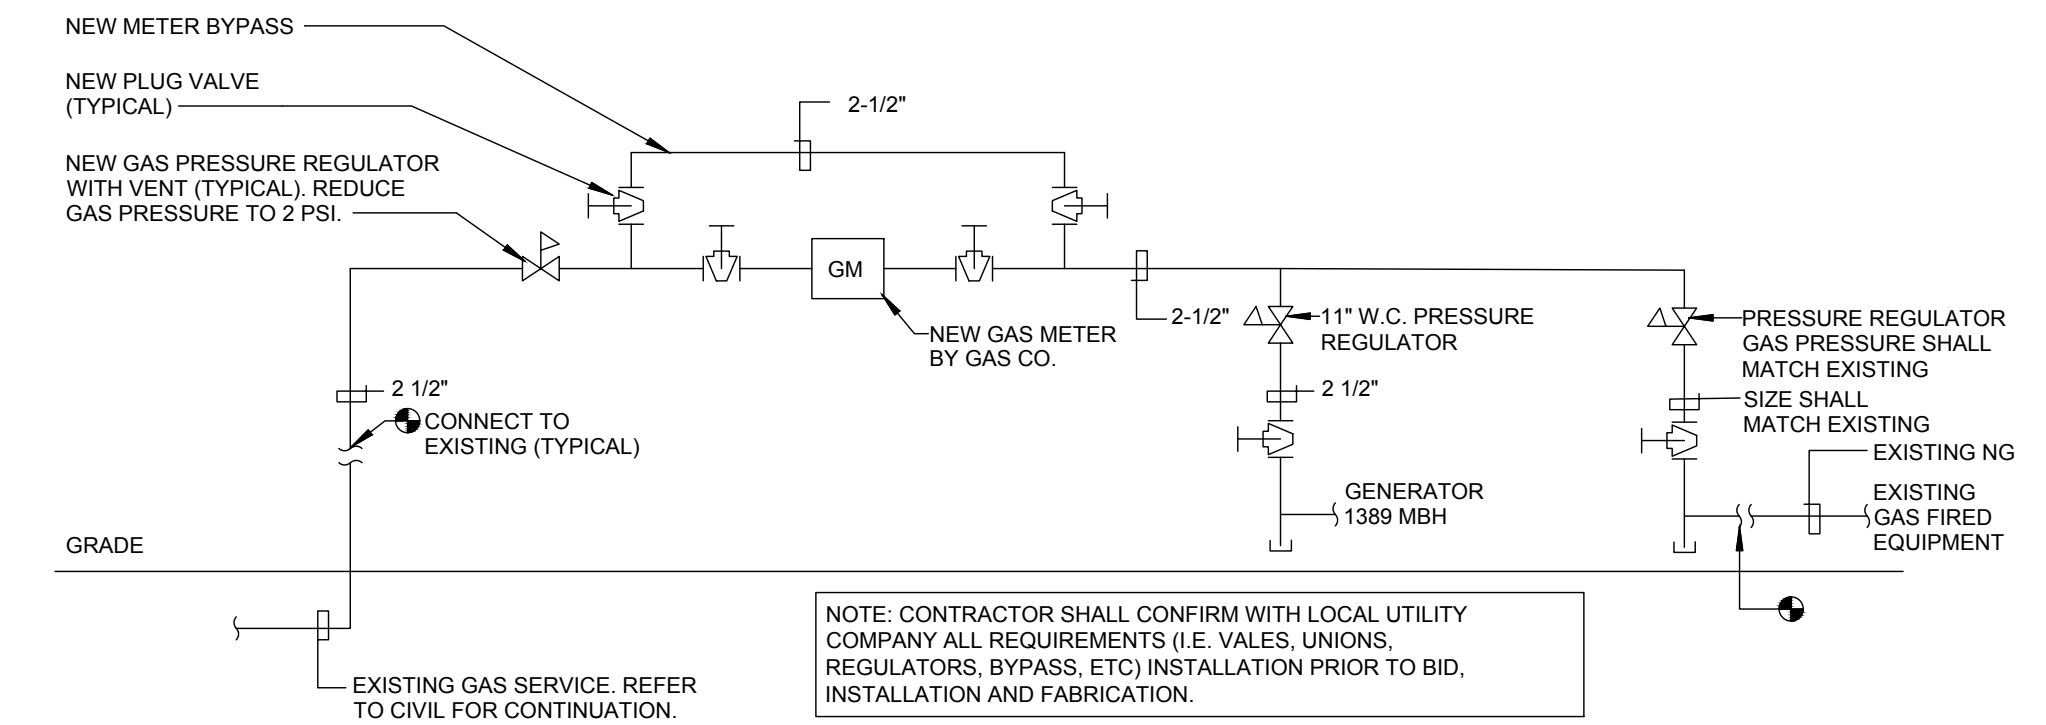 NEW METER BYPASS
NEW PLUG VALVE
(TYPICAL)
2-1/2"
NEW GAS PRESSURE REGULATOR
WITH VENT (TYPICAL). REDUCE
GAS PRESSURE TO 2 PSI.
GM
NEW GAS METER
BY GAS CO.
2-1/2"
11" W.C. PRESSURE
REGULATOR
PRESSURE REGULATOR
GAS PRESSURE SHALL
MATCH EXISTING
2 1/2"
CONNECT TO
EXISTING (TYPICAL)
2 1/2"
SIZE SHALL
MATCH EXISTING
EXISTING NG
GENERATOR
1389 MBH
EXISTING
GAS FIRED
EQUIPMENT
GRADE
NOTE: CONTRACTOR SHALL CONFIRM WITH LOCAL UTILITY
COMPANY ALL REQUIREMENTS (I.E. VALES, UNIONS,
REGULATORS, BYPASS, ETC) INSTALLATION PRIOR TO BID,
INSTALLATION AND FABRICATION.
EXISTING GAS SERVICE. REFER
TO CIVIL FOR CONTINUATION.